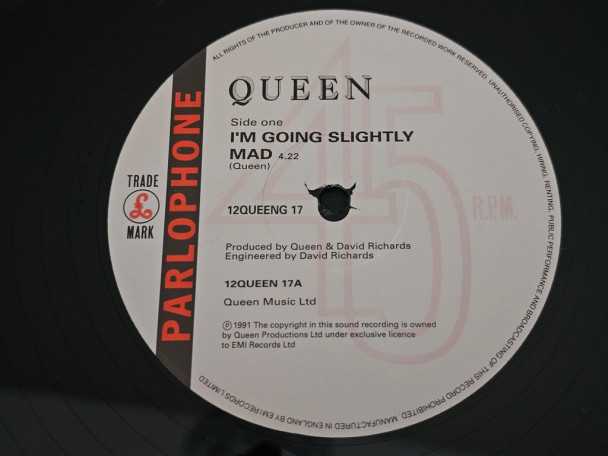 ALL RIGHTS OF THE PRODUCER AND OF THE OWNER OF THE RECORDED WORK RESERVED. UNAUTHORISED COPYING, HIRING, RENTING, PUBLIC PERFORMANCE AND BROADCASTING OF THIS RECORD PROHIBITED. MANUFACTURED IN ENGLAND BY EMI RECORDS LIMITED
PARLOPHONE
TRADE
£
MARK
QUEEN
Side one
I'M GOING SLIGHTLY
MAD 4.22
(Queen)
45
R.P.M.
12QUEENG 17
Produced by Queen & David Richards
Engineered by David Richards
12QUEEN 17A
Queen Music Ltd
℗ 1991 The copyright in this sound recording is owned
by Queen Productions Ltd under exclusive licence
to EMI Records Ltd